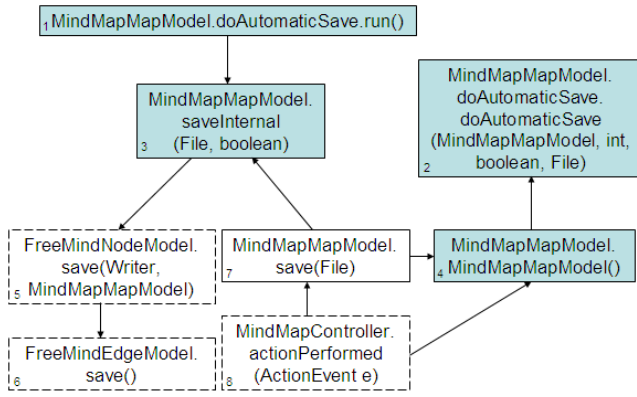 1 MindMapMapModel.doAutomaticSave.run()
MindMapMapModel.
saveInternal
(File, boolean)
3
MindMapMapModel.
doAutomaticSave.
doAutomaticSave
(MindMapMapModel, int,
boolean, File)
2
FreeMindNodeModel.
save(Writer,
MindMapMapModel)
5
MindMapMapModel.
save(File)
7
MindMapMapModel.
MindMapMapModel()
4
FreeMindEdgeModel.
save()
6
MindMapController.
actionPerformed
(ActionEvent e)
8